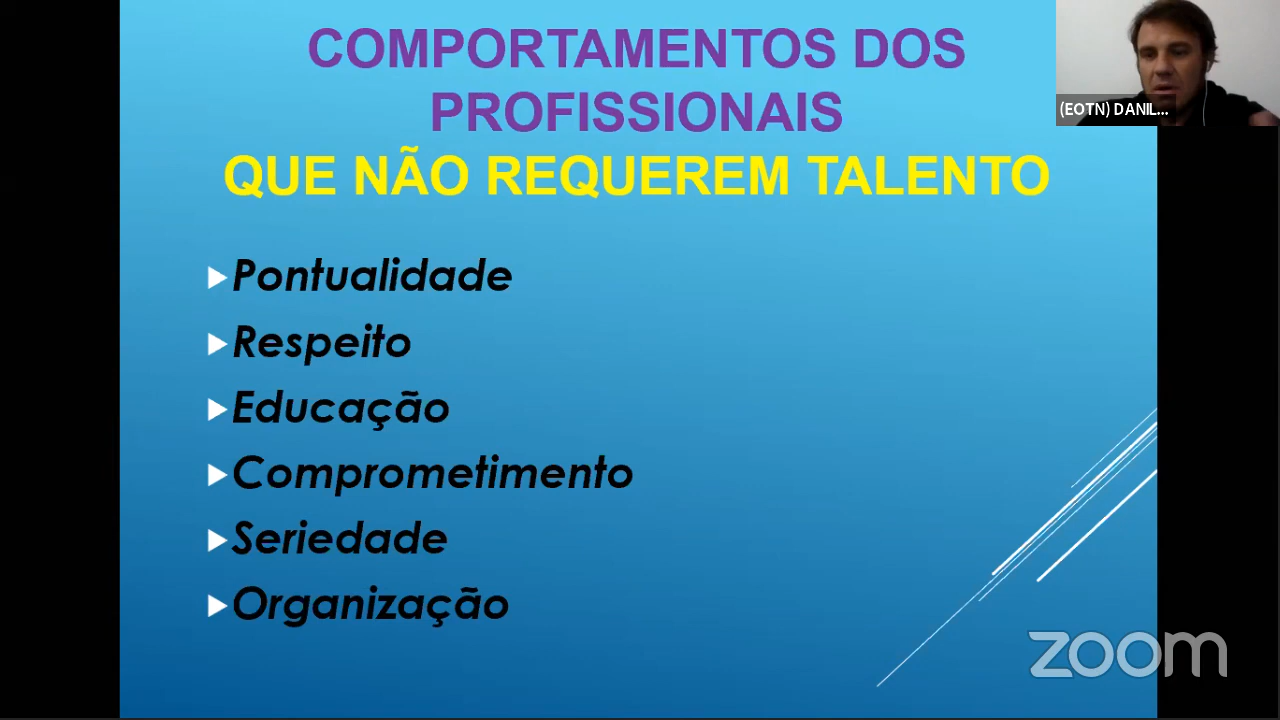 COMPORTAMENTOS DOS
PROFISSIONAIS
QUE NÃO REQUEREM TALENTO
Pontualidade
Respeito
Educação
Comprometimento
Seriedade
Organização
(EOTN) DANIL...
zoom